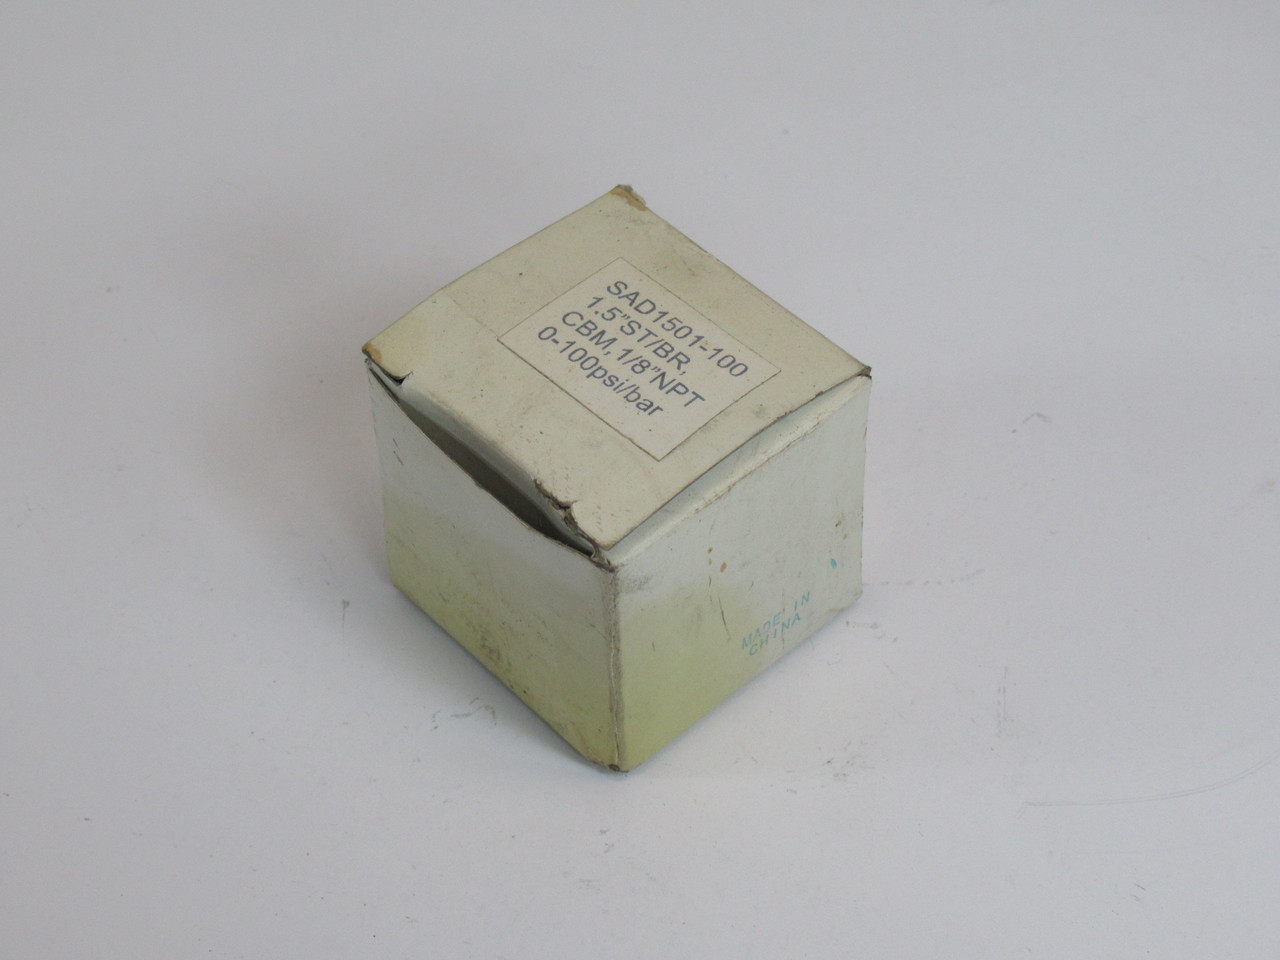 SAD1501-100
1.5"ST/BR,
CBM,1/8"NPT
0-100psi/bar
MADE IN
CHINA